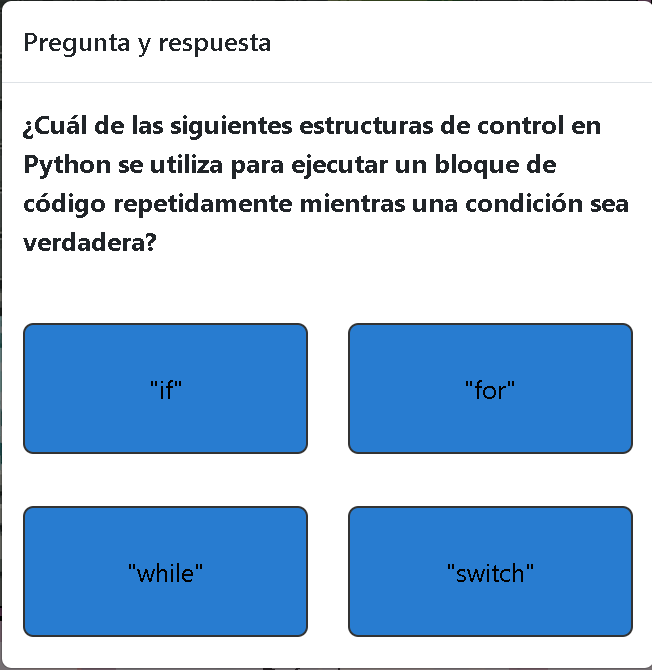 Pregunta y respuesta
¿Cuál de las siguientes estructuras de control en
Python se utiliza para ejecutar un bloque de
código repetidamente mientras una condición sea
verdadera?
"if"
"for"
"while"
"switch"